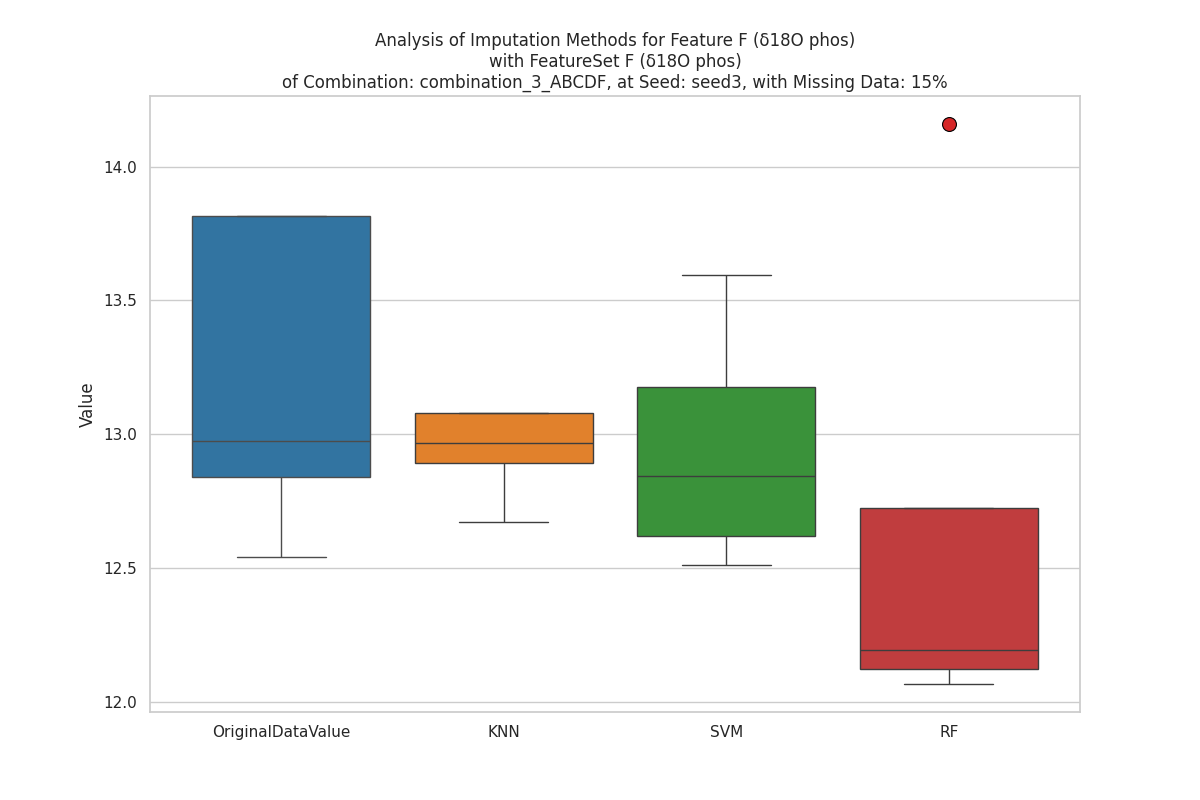 Analysis of Imputation Methods for Feature F (δ18O phos)
with FeatureSet F (δ18O phos)
of Combination: combination_3_ABCDF, at Seed: seed3, with Missing Data: 15%
14.0
13.5
13.0
12.5
12.0
Value
OriginalDataValue
KNN
SVM
RF